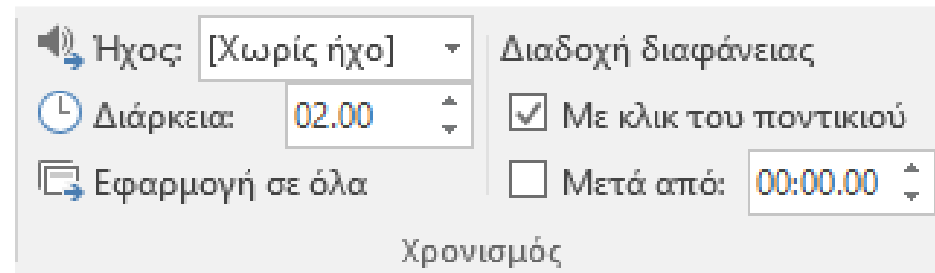 Ήχος: [Χωρίς ήχο]
Διάρκεια: 02.00
Εφαρμογή σε όλα
Διαδοχή διαφάνειας
Με κλικ του ποντικιού
Μετά από: 00:00.00
Χρονισμός